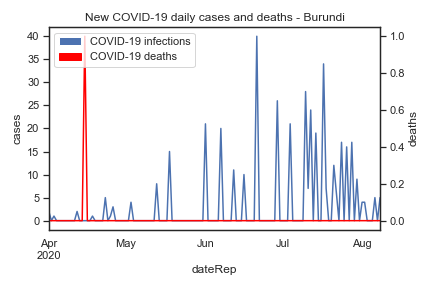 New COVID-19 daily cases and deaths - Burundi
COVID-19 infections
COVID-19 deaths
40
35
30
25
20
15
10
5
0
cases
1.0
0.8
0.6
0.4
0.2
0.0
deaths
Apr
2020
May
Jun
Jul
Aug
dateRep